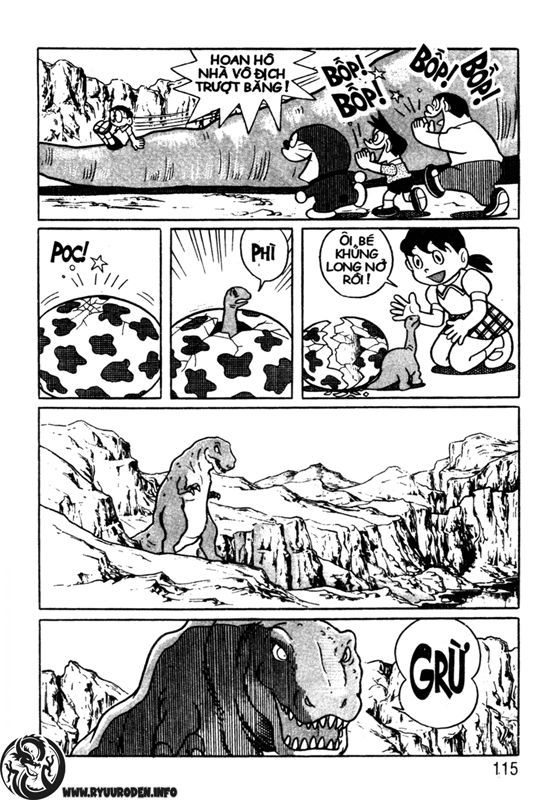 HOAN HÔ
NHÀ VÔ ĐỊCH
TRƯỢT BĂNG!
BỐP!
BỐP!
BỐP!
BỐP!
POC!
PHÌ
ÔI, BÉ
KHỦNG
LONG NỞ
RỒI!
GRỪ
115
WWW.RYUURODEN.INFO